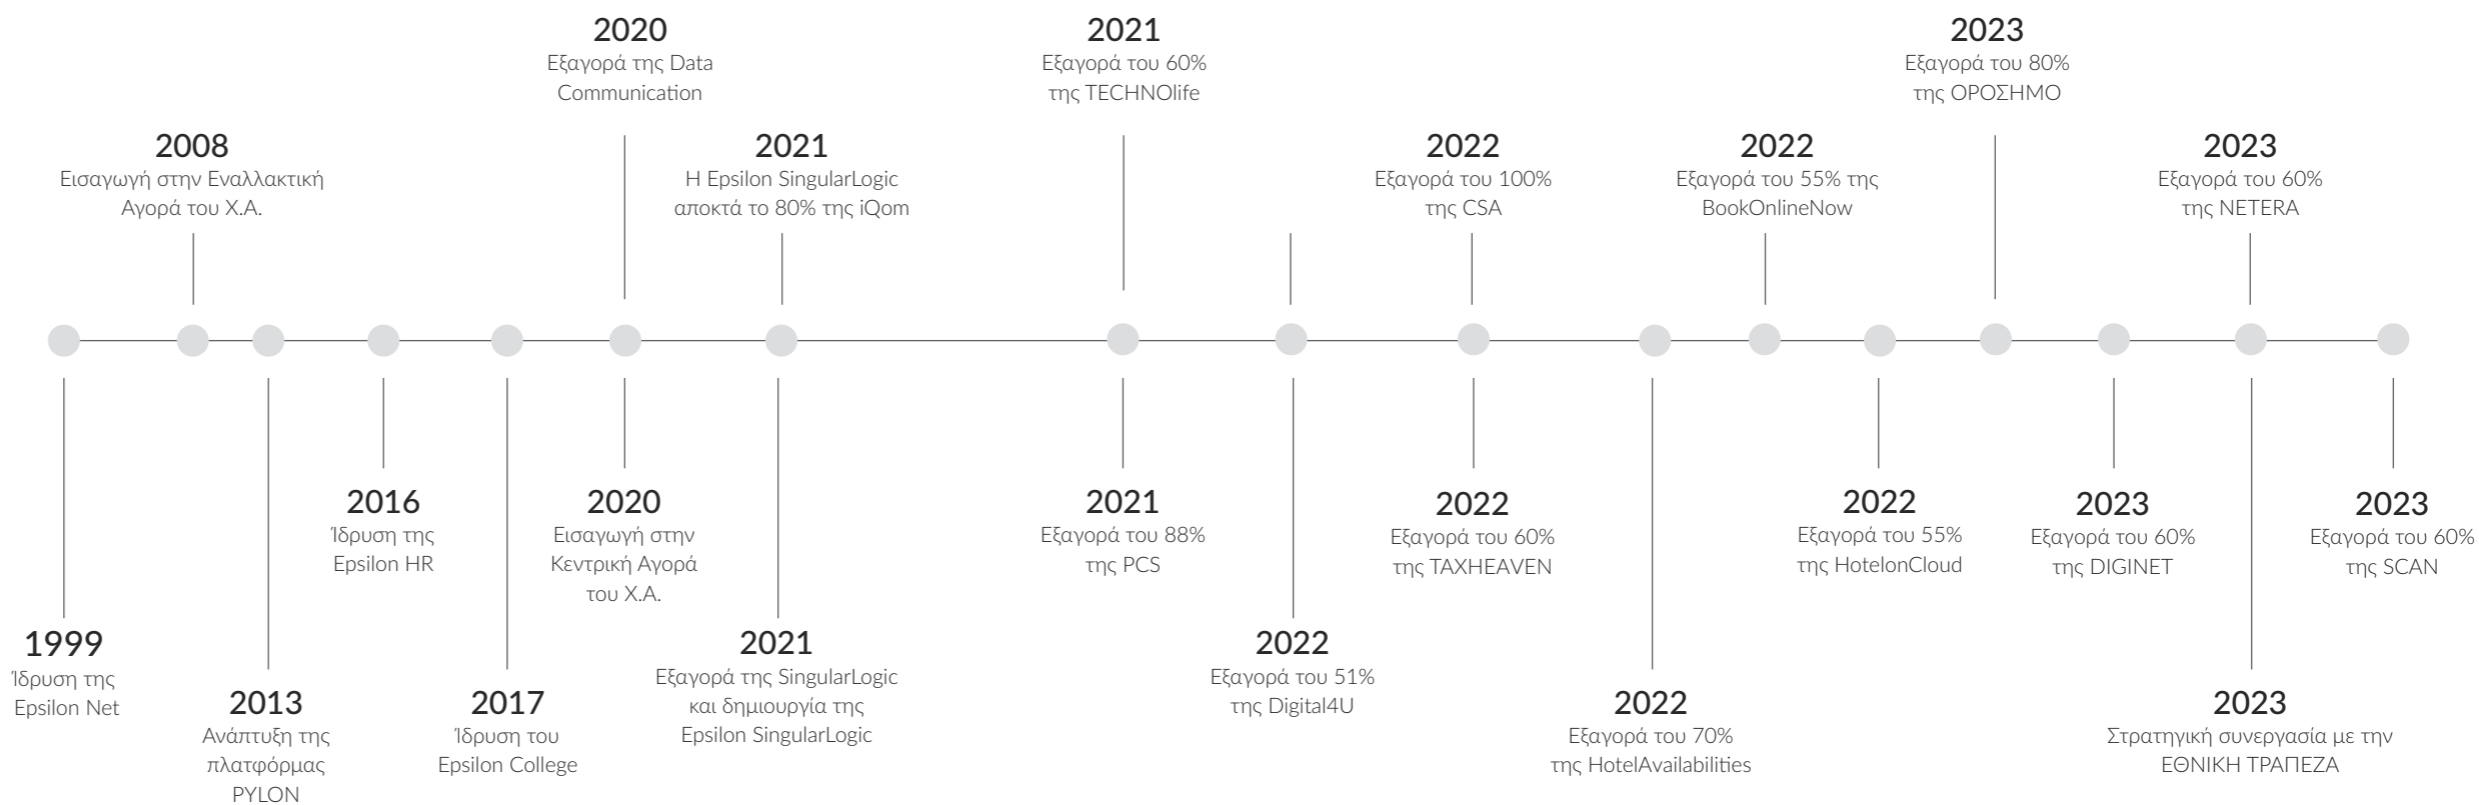 1999
Ίδρυση της
Epsilon Net
2008
Εισαγωγή στην Εναλλακτική
Αγορά του Χ.Α.
2013
Ανάπτυξη της
πλατφόρμας
PYLON
2016
Ίδρυση της
Epsilon HR
2017
Ίδρυση του
Epsilon College
2020
Εξαγορά της Data
Communication
2020
Εισαγωγή στην
Κεντρική Αγορά
του Χ.Α.
2021
Η Epsilon SingularLogic
αποκτά το 80% της iQom
2021
Εξαγορά της SingularLogic
και δημιουργία της
Epsilon SingularLogic
2021
Εξαγορά του 60%
της TECHNOlife
2021
Εξαγορά του 88%
της PCS
2022
Εξαγορά του 51%
της Digital4U
2022
Εξαγορά του 100%
της CSA
2022
Εξαγορά του 60%
της TAXHEAVEN
2022
Εξαγορά του 70%
της HotelAvailabilities
2022
Εξαγορά του 55% της
BookOnlineNow
2022
Εξαγορά του 55%
της HotelonCloud
2023
Εξαγορά του 80%
της ΟΡΟΣΗΜΟ
2023
Εξαγορά του 60%
της DIGINET
2023
Εξαγορά του 60%
της NETERA
2023
Στρατηγική συνεργασία με την
ΕΘΝΙΚΗ ΤΡΑΠΕΖΑ
2023
Εξαγορά του 60%
της SCAN